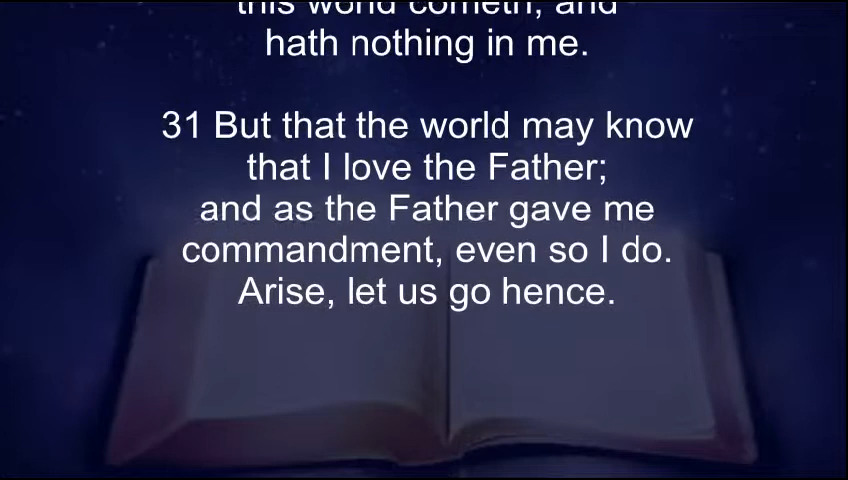 this world cometh, and
hath nothing in me.
31 But that the world may know
that I love the Father;
and as the Father gave me
commandment, even so I do.
Arise, let us go hence.